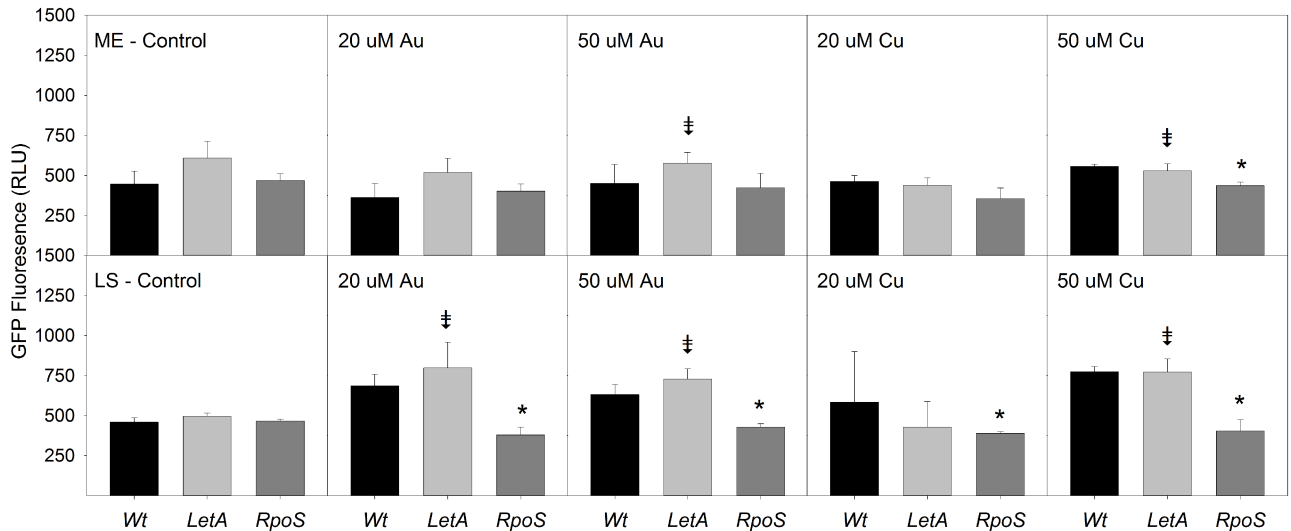 GFP Fluoresence (RLU)
1500
1250
1000
750
500
250
ME - Control
20 uM Au
50 uM Au
20 uM Cu
50 uM Cu
‡
‡
*
1500
1250
1000
750
500
250
LS - Control
20 uM Au
50 uM Au
20 uM Cu
50 uM Cu
‡
*
‡
*
*
‡
*
Wt LetA RpoS Wt LetA RpoS Wt LetA RpoS Wt LetA RpoS Wt LetA RpoS